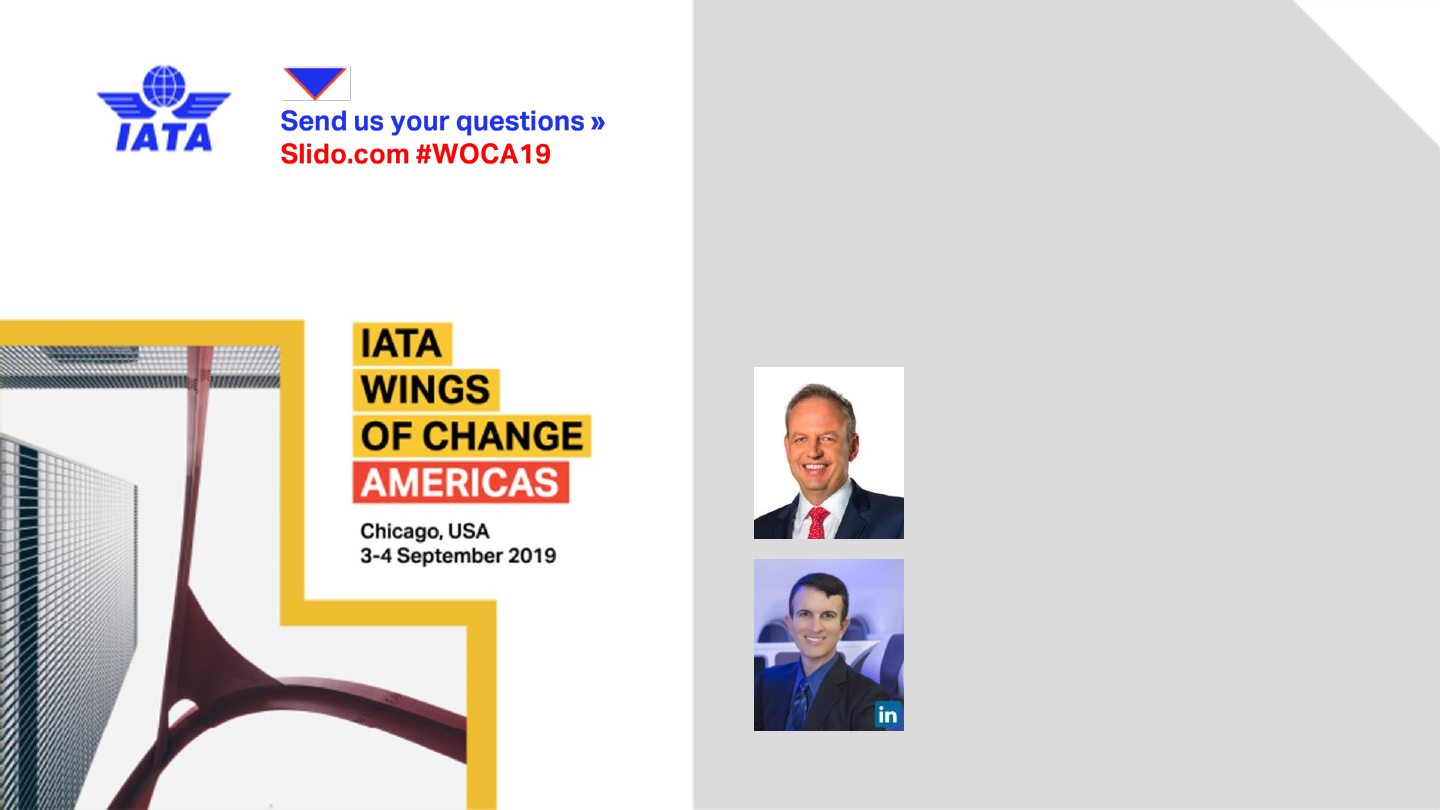 IATA
Send us your questions »
Slido.com #WOCA19
IATA
WINGS
OF CHANGE
AMERICAS
Chicago, USA
3-4 September 2019
in